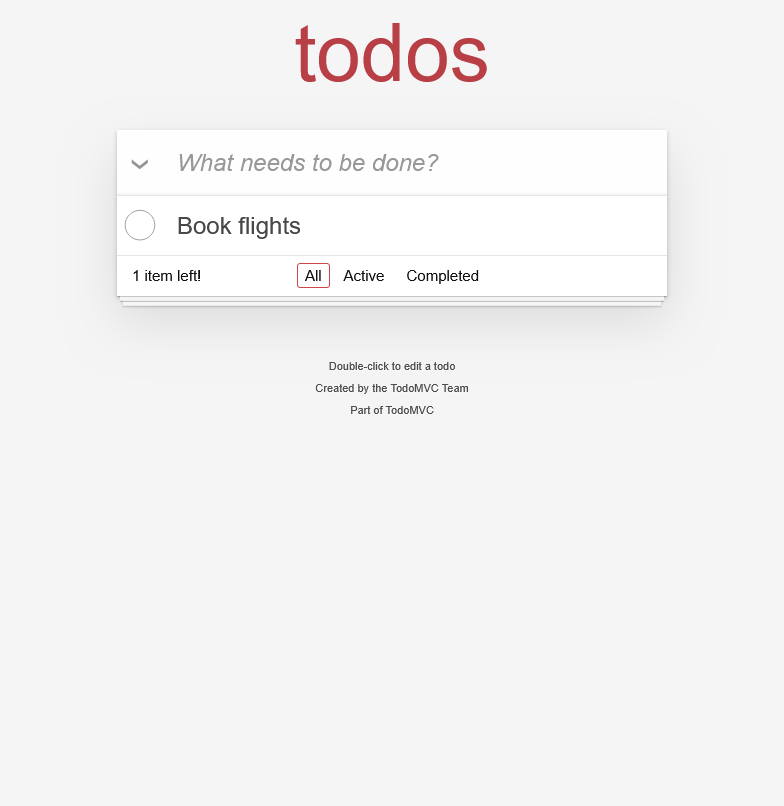 todos
What needs to be done?
Book flights
1 item left!
All
Active
Completed
Double-click to edit a todo
Created by the TodoMVC Team
Part of TodoMVC